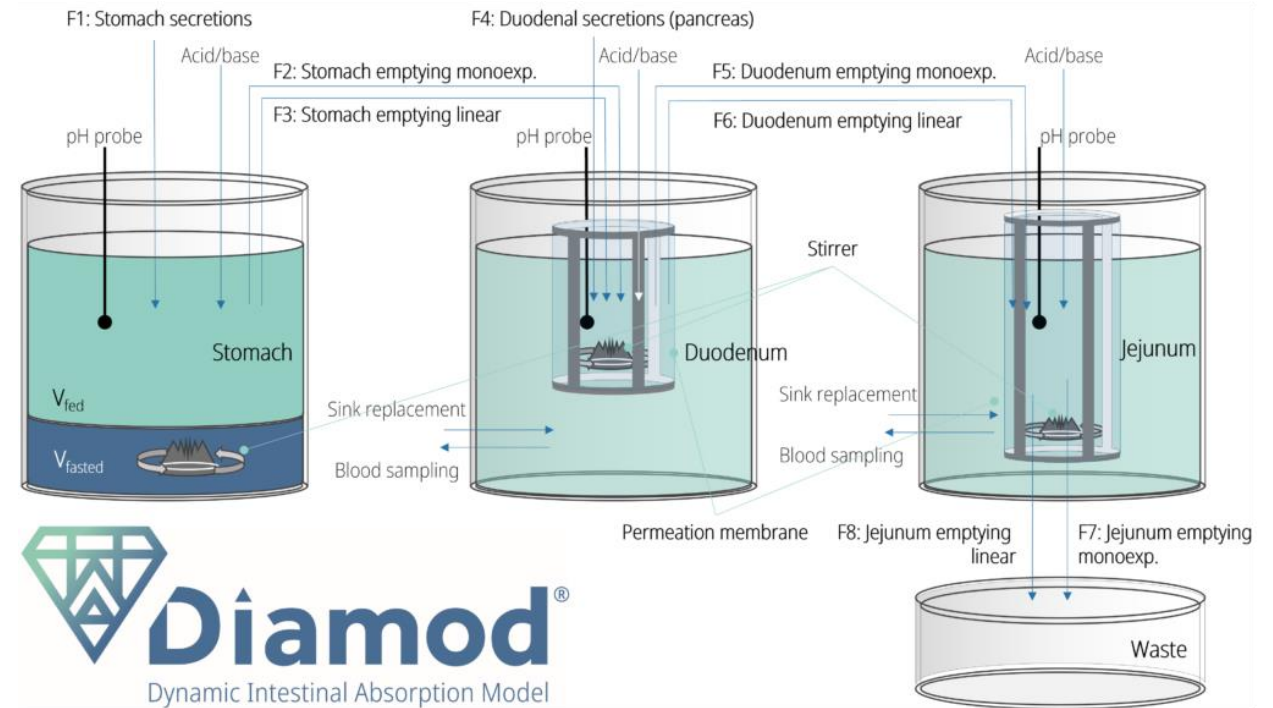 F1: Stomach secretions
F4: Duodenal secretions (pancreas)
Acid/base
Acid/base
Acid/base
F2: Stomach emptying monoexp.
F5: Duodenum emptying monoexp.
F3: Stomach emptying linear
F6: Duodenum emptying linear
pH probe
pH probe
pH probe
Stirrer
Stomach
Duodenum
Jejunum
Vfed
Sink replacement
Sink replacement
Vfasted
Blood sampling
Blood sampling
Permeation membrane
F8: Jejunum emptying
linear
F7: Jejunum emptying
monoexp.
Diamod®
Dynamic Intestinal Absorption Model
Waste